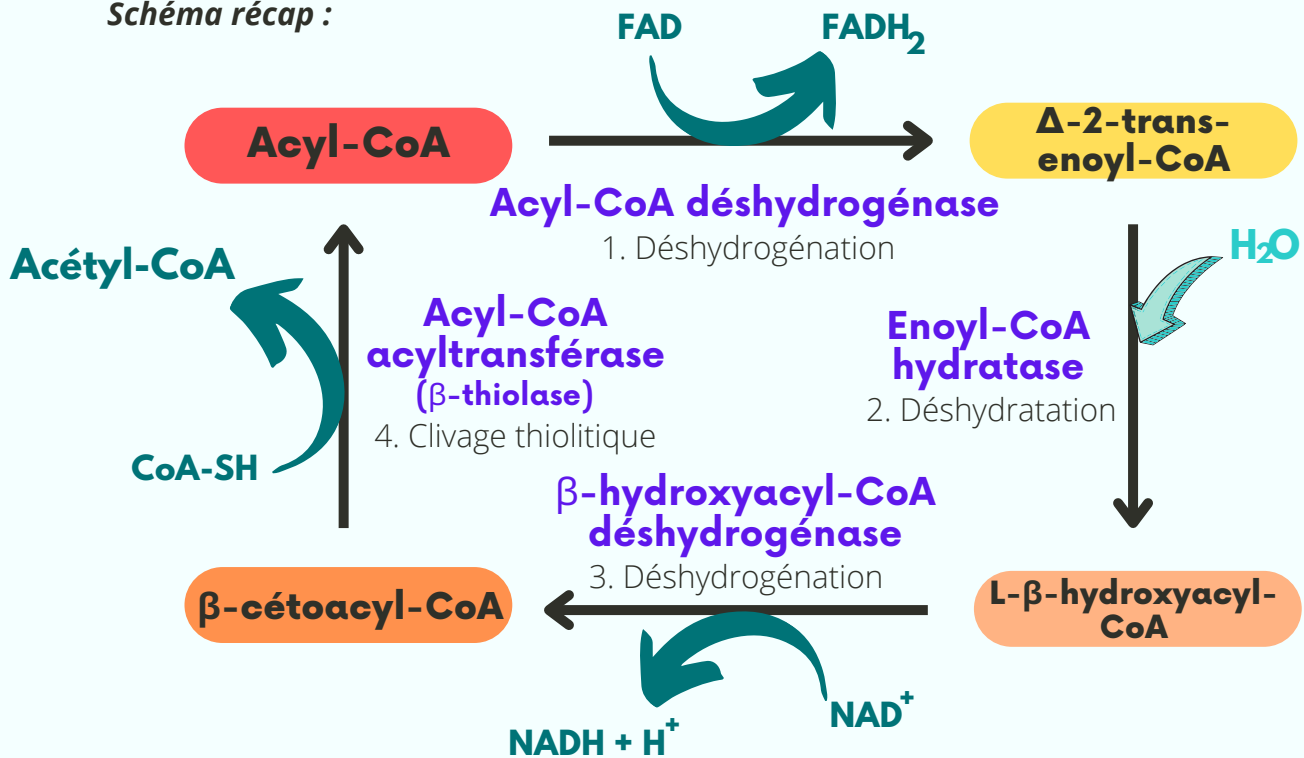 Schéma récap :
FAD
FADH₂
Acyl-CoA
Δ-2-trans-
enoyl-CoA
Acyl-CoA déshydrogénase
1. Déshydrogénation
H₂O
Acétyl-CoA
Acyl-CoA
acyltransférase
(β-thiolase)
4. Clivage thiolitique
CoA-SH
Enoyl-CoA
hydratase
2. Déshydratation
β-hydroxyacyl-CoA
déshydrogénase
3. Déshydrogénation
β-cétoacyl-CoA
L-β-hydroxyacyl-
CoA
NAD⁺
NADH + H⁺